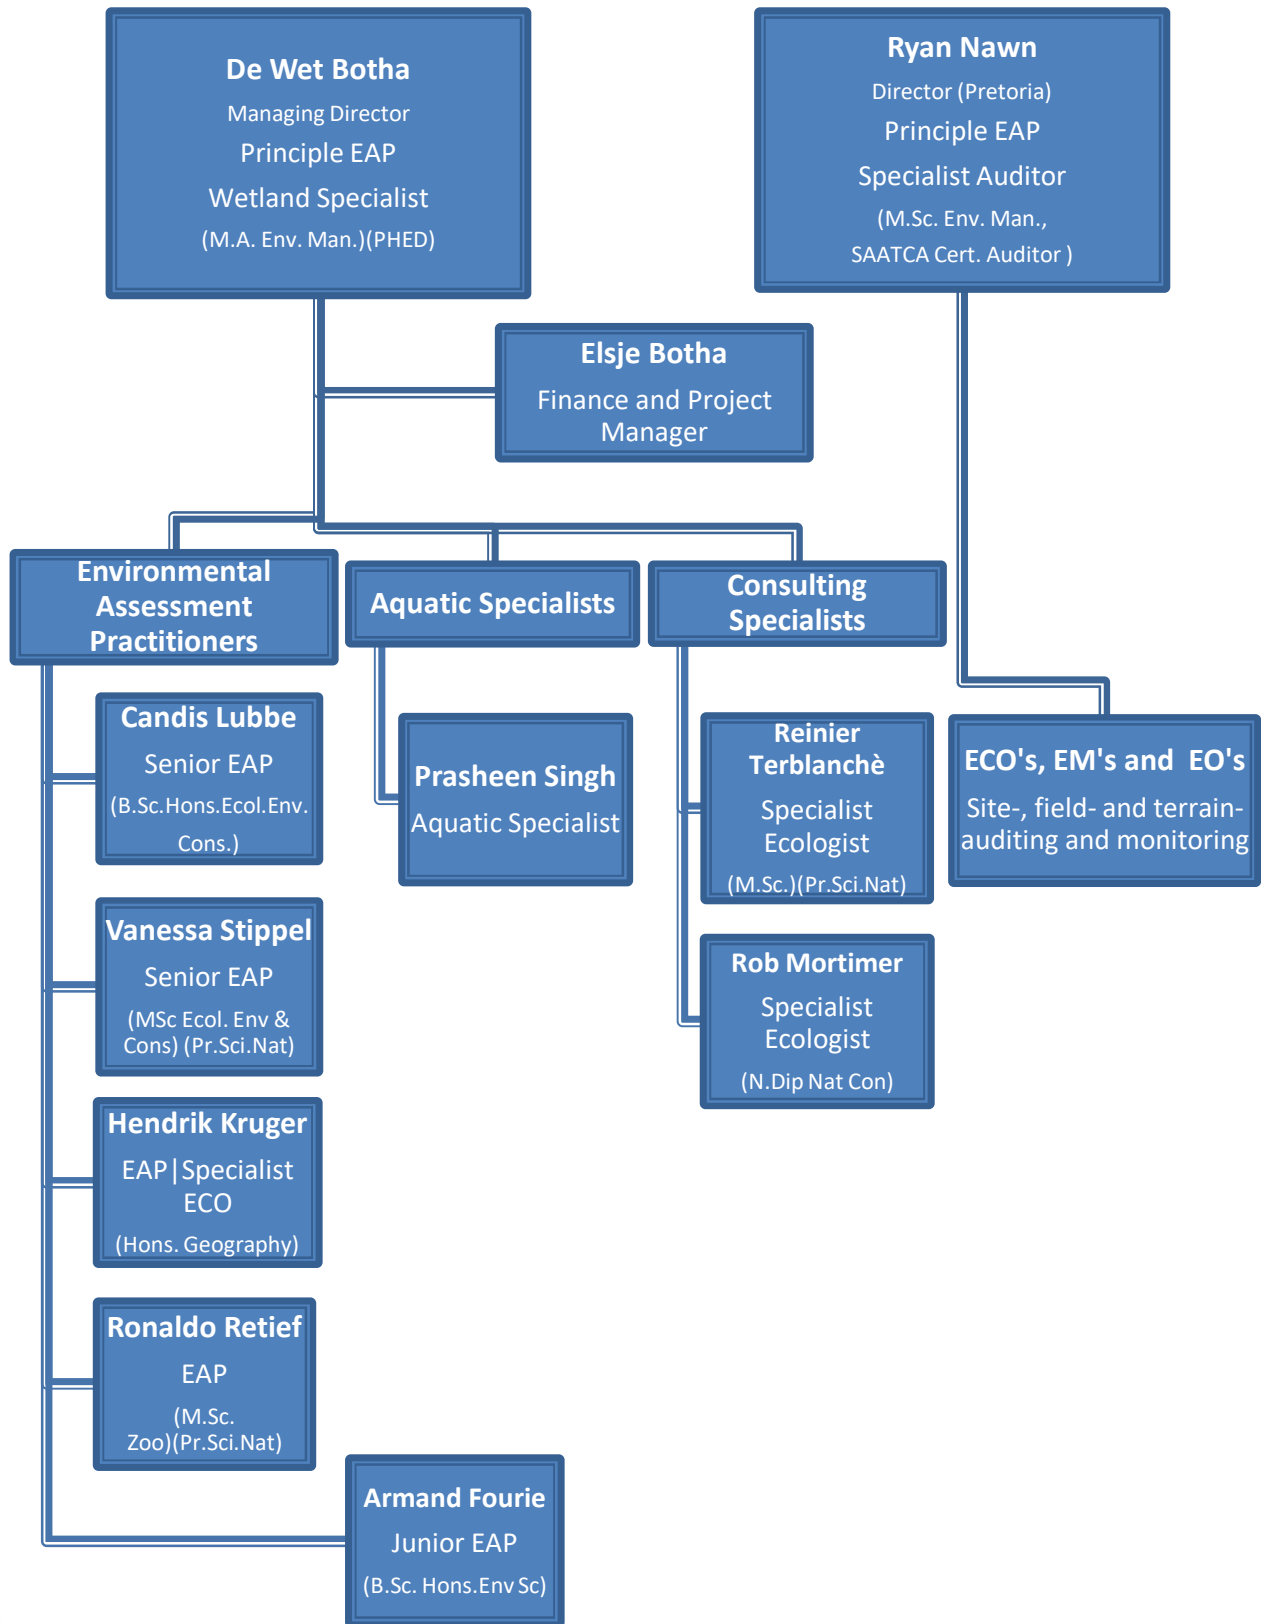 De Wet Botha
Managing Director
Principle EAP
Wetland Specialist
(M.A. Env. Man.)(PHED)
Ryan Nawn
Director (Pretoria)
Principle EAP
Specialist Auditor
(M.Sc. Env. Man.,
SAATCA Cert. Auditor )
Elsje Botha
Finance and Project
Manager
Environmental
Assessment
Practitioners
Aquatic Specialists
Consulting
Specialists
Candis Lubbe
Senior EAP
(B.Sc.Hons.Ecol.Env.
Cons.)
Vanessa Stippel
Senior EAP
(MSc Ecol. Env &
Cons) (Pr.Sci.Nat)
Hendrik Kruger
EAP|Specialist
ECO
(Hons. Geography)
Ronaldo Retief
EAP
(M.Sc.
Zoo)(Pr.Sci.Nat)
Armand Fourie
Junior EAP
(B.Sc. Hons.Env Sc)
Prasheen Singh
Aquatic Specialist
Reinier
Terblanchè
Specialist
Ecologist
(M.Sc.)(Pr.Sci.Nat)
Rob Mortimer
Specialist
Ecologist
(N.Dip Nat Con)
ECO's, EM's and  EO's
Site-, field- and terrain-
auditing and monitoring